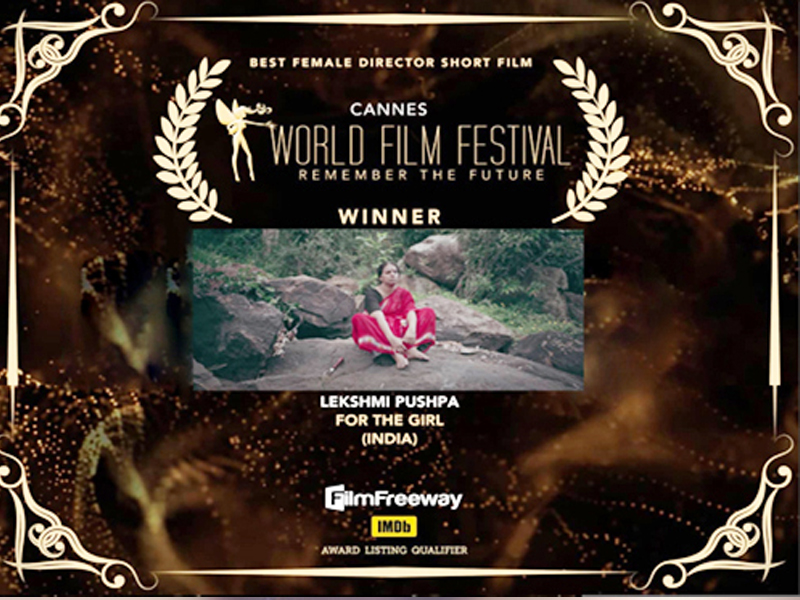 BEST FEMALE DIRECTOR SHORT FILM
CANNES
WORLD FILM FESTIVAL
REMEMBER THE FUTURE
WINNER
LEKSHMI PUSHPA
FOR THE GIRL
(INDIA)
FilmFreeway
IMDb
AWARD LISTING QUALIFIER